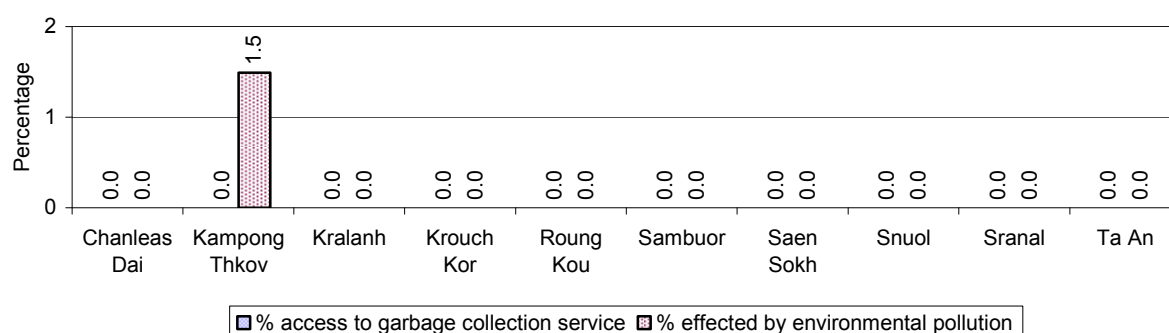 2
1
0
Percentage
0.0 0.0
0.0 1.5
0.0 0.0
0.0 0.0
0.0 0.0
0.0 0.0
0.0 0.0
0.0 0.0
0.0 0.0
0.0 0.0
Chanleas
Dai
Kampong
Thkov
Kralanh
Krouch
Kor
Roung
Kou
Sambuor
Saen
Sokh
Snuol
Sranal
Ta An
% access to garbage collection service % effected by environmental pollution